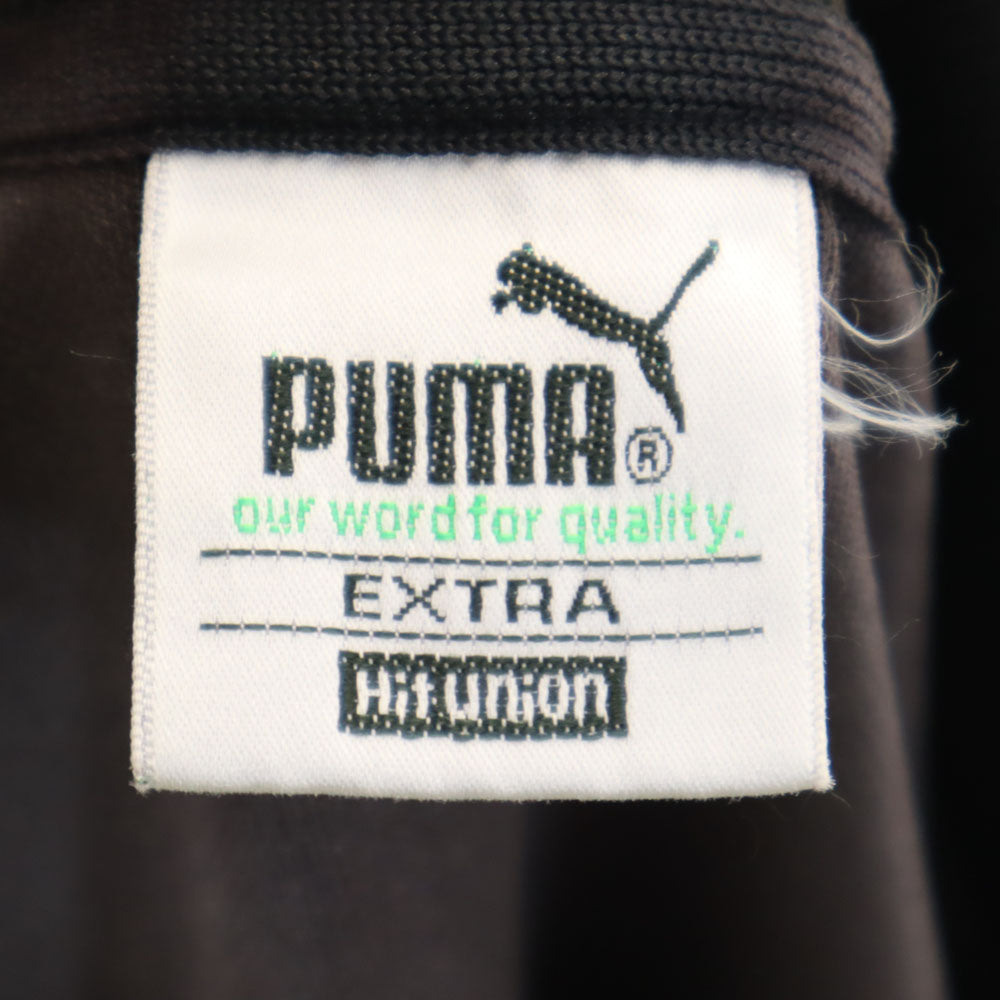 PUMA®
our word for quality.
EXTRA
Hit union